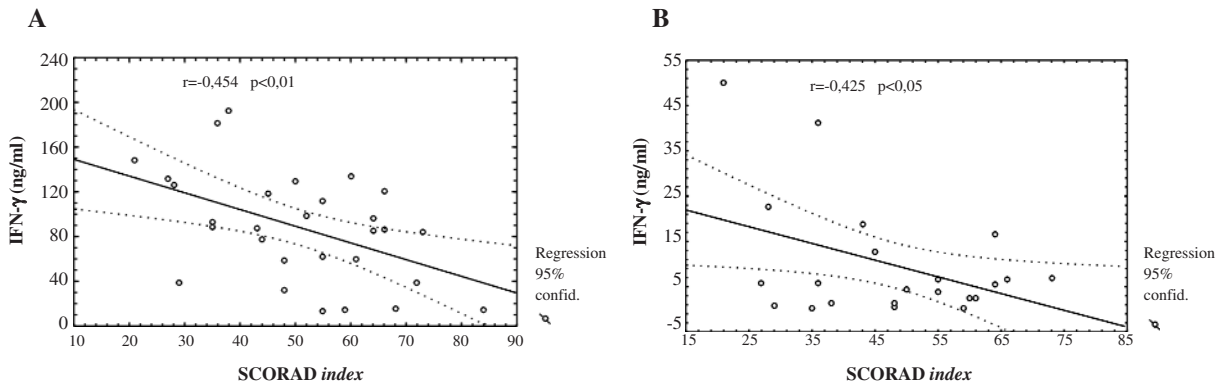 A
r=-0,454 p<0,01
IFN-γ (ng/ml)
240
200
160
120
80
40
0
10 20 30 40 50 60 70 80 90
SCORAD index
Regression
95%
confid.
B
r=-0,425 p<0,05
IFN-γ (ng/ml)
55
45
35
25
15
5
-5
15 25 35 45 55 65 75 85
SCORAD index
Regression
95%
confid.